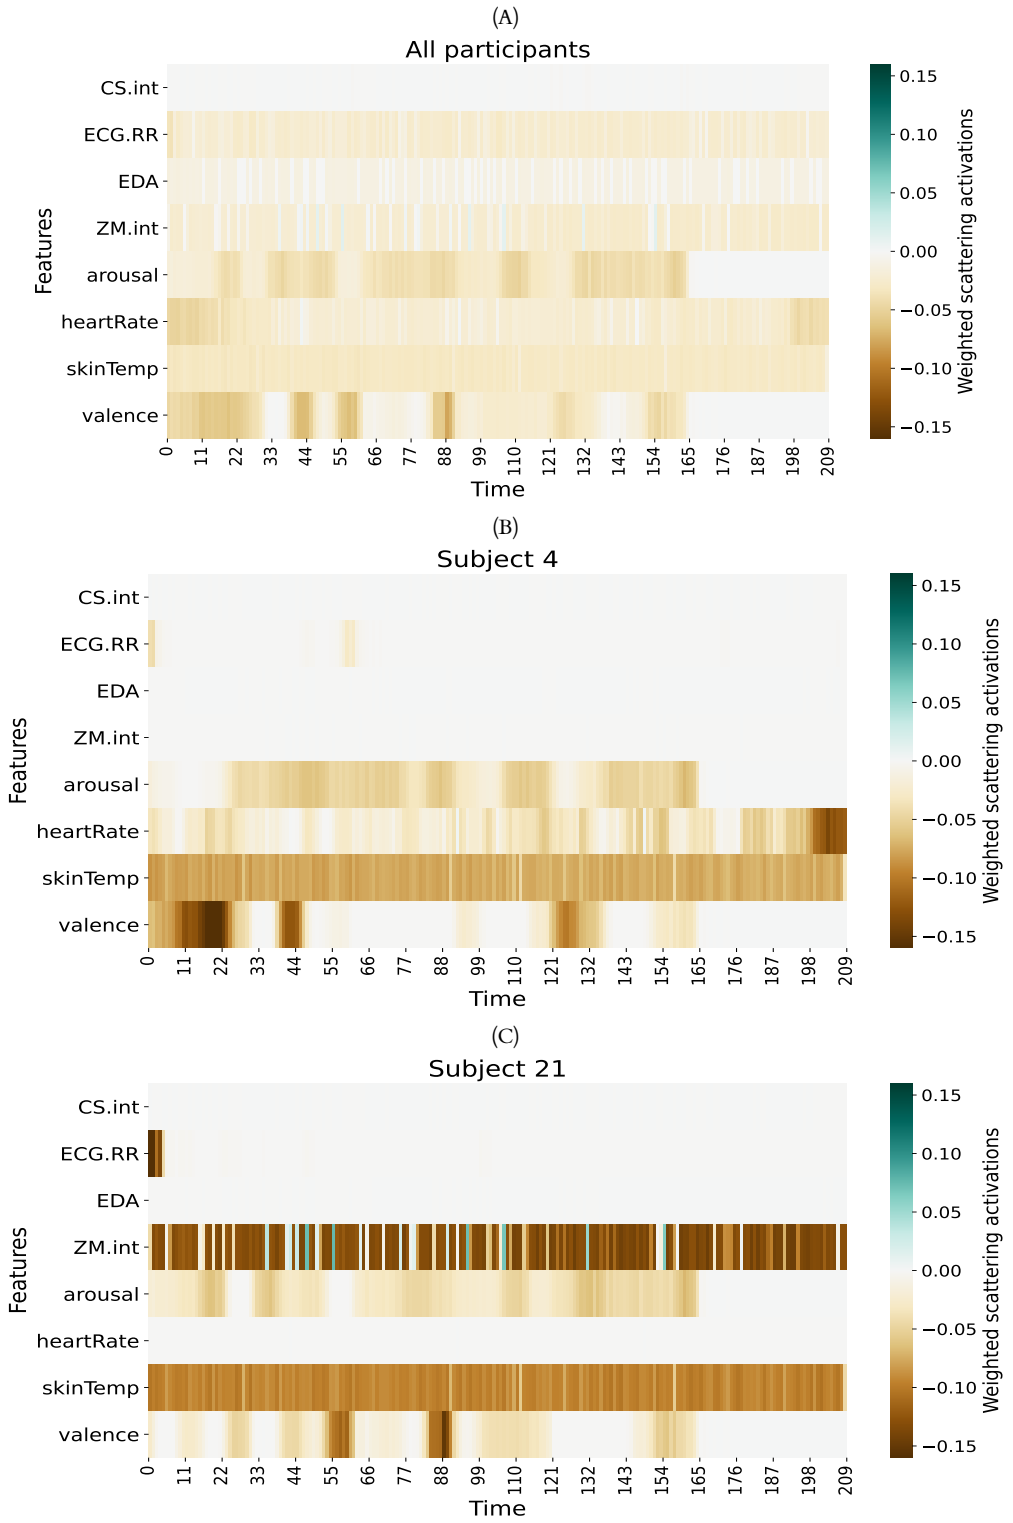 (A)
All participants
Features
CS.int
ECG.RR
EDA
ZM.int
arousal
heartRate
skinTemp
valence
0 11 22 33 44 55 66 77 88 99 110 121 132 143 154 165 176 187 198 209
Time
0.15
0.10
0.05
0.00
−0.05
−0.10
−0.15
Weighted scattering activations
(B)
Subject 4
Features
CS.int
ECG.RR
EDA
ZM.int
arousal
heartRate
skinTemp
valence
0 11 22 33 44 55 66 77 88 99 110 121 132 143 154 165 176 187 198 209
Time
0.15
0.10
0.05
0.00
−0.05
−0.10
−0.15
Weighted scattering activations
(C)
Subject 21
Features
CS.int
ECG.RR
EDA
ZM.int
arousal
heartRate
skinTemp
valence
0 11 22 33 44 55 66 77 88 99 110 121 132 143 154 165 176 187 198 209
Time
0.15
0.10
0.05
0.00
−0.05
−0.10
−0.15
Weighted scattering activations